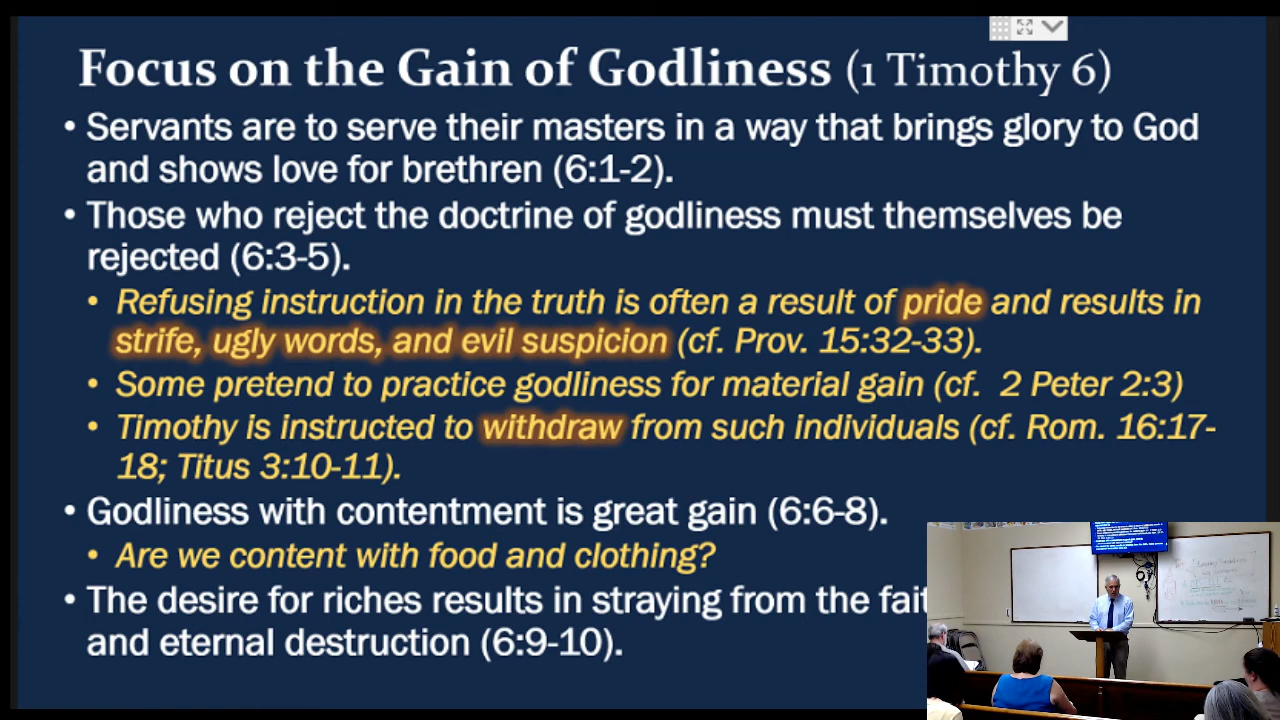 Focus on the Gain of Godliness (1 Timothy 6)
• Servants are to serve their masters in a way that brings glory to God
and shows love for brethren (6:1-2).
• Those who reject the doctrine of godliness must themselves be
rejected (6:3-5).
• Refusing instruction in the truth is often a result of pride and results in
strife, ugly words, and evil suspicion (cf. Prov. 15:32-33).
• Some pretend to practice godliness for material gain (cf. 2 Peter 2:3)
• Timothy is instructed to withdraw from such individuals (cf. Rom. 16:17-
18; Titus 3:10-11).
• Godliness with contentment is great gain (6:6-8).
• Are we content with food and clothing?
• The desire for riches results in straying from the
and eternal destruction (6:9-10).